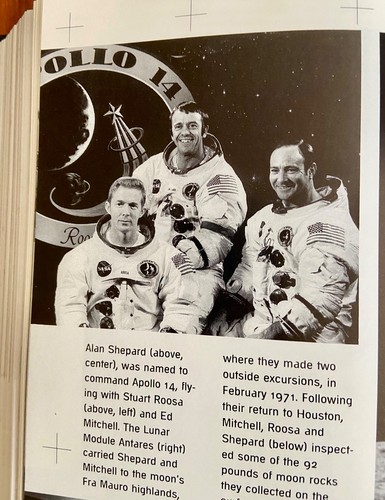 OLLO 14
Roo
NASA
Alan Shepard (above,
center), was named to
command Apollo 14, fly-
ing with Stuart Roosa
(above, left) and Ed
Mitchell. The Lunar
Module Antares (right)
carried Shepard and
Mitchell to the moon's
Fra Mauro highlands,
where they made two
outside excursions, in
February 1971. Following
their return to Houston,
Mitchell, Roosa and
Shepard (below) inspect-
ed some of the 92
pounds of moon rocks
they collected on the